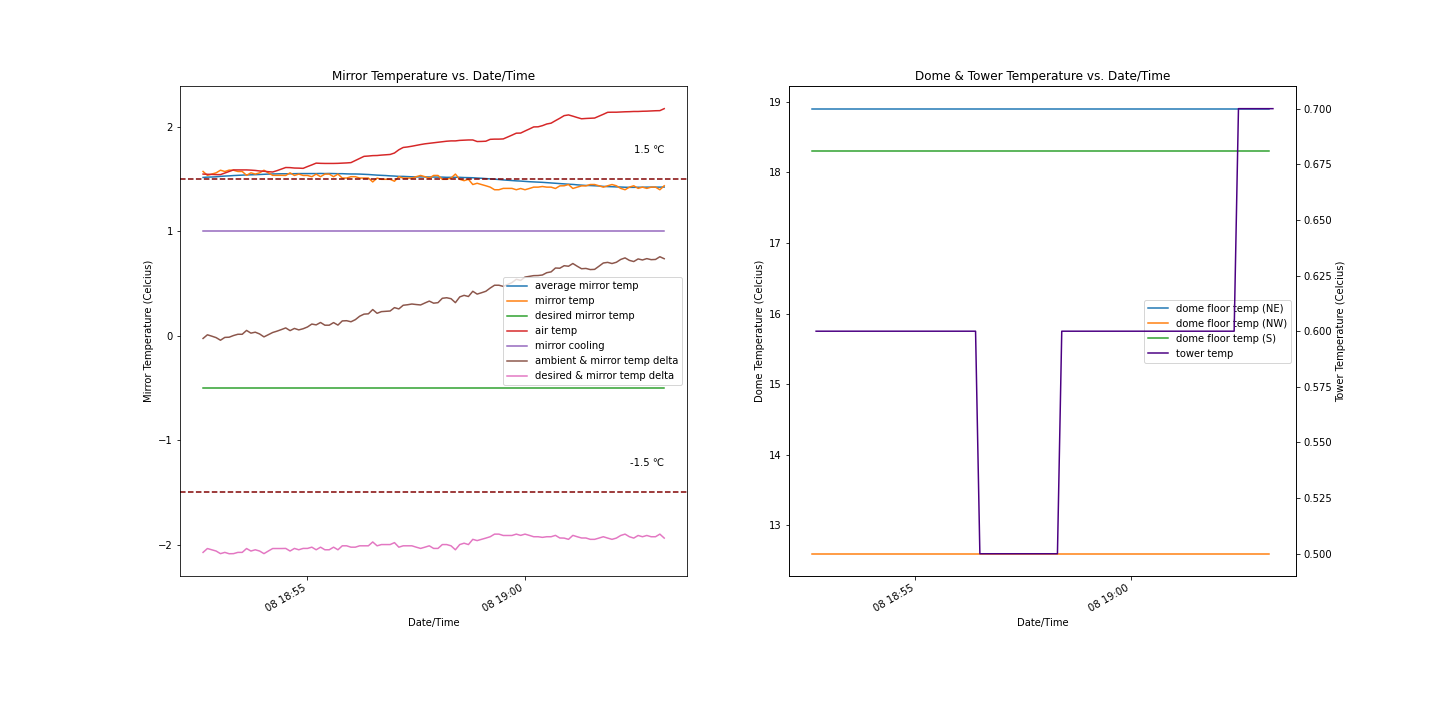 Mirror Temperature vs. Date/Time
Mirror Temperature (Celcius)
2
1
0
−1
−2
1.5 ℃
-1.5 ℃
average mirror temp
mirror temp
desired mirror temp
air temp
mirror cooling
ambient & mirror temp delta
desired & mirror temp delta
08 18:55
08 19:00
Date/Time
Dome & Tower Temperature vs. Date/Time
Dome Temperature (Celcius)
19
18
17
16
15
14
13
dome floor temp (NE)
dome floor temp (NW)
dome floor temp (S)
tower temp
0.700
0.675
0.650
0.625
0.600
0.575
0.550
0.525
0.500
Tower Temperature (Celcius)
08 18:55
08 19:00
Date/Time